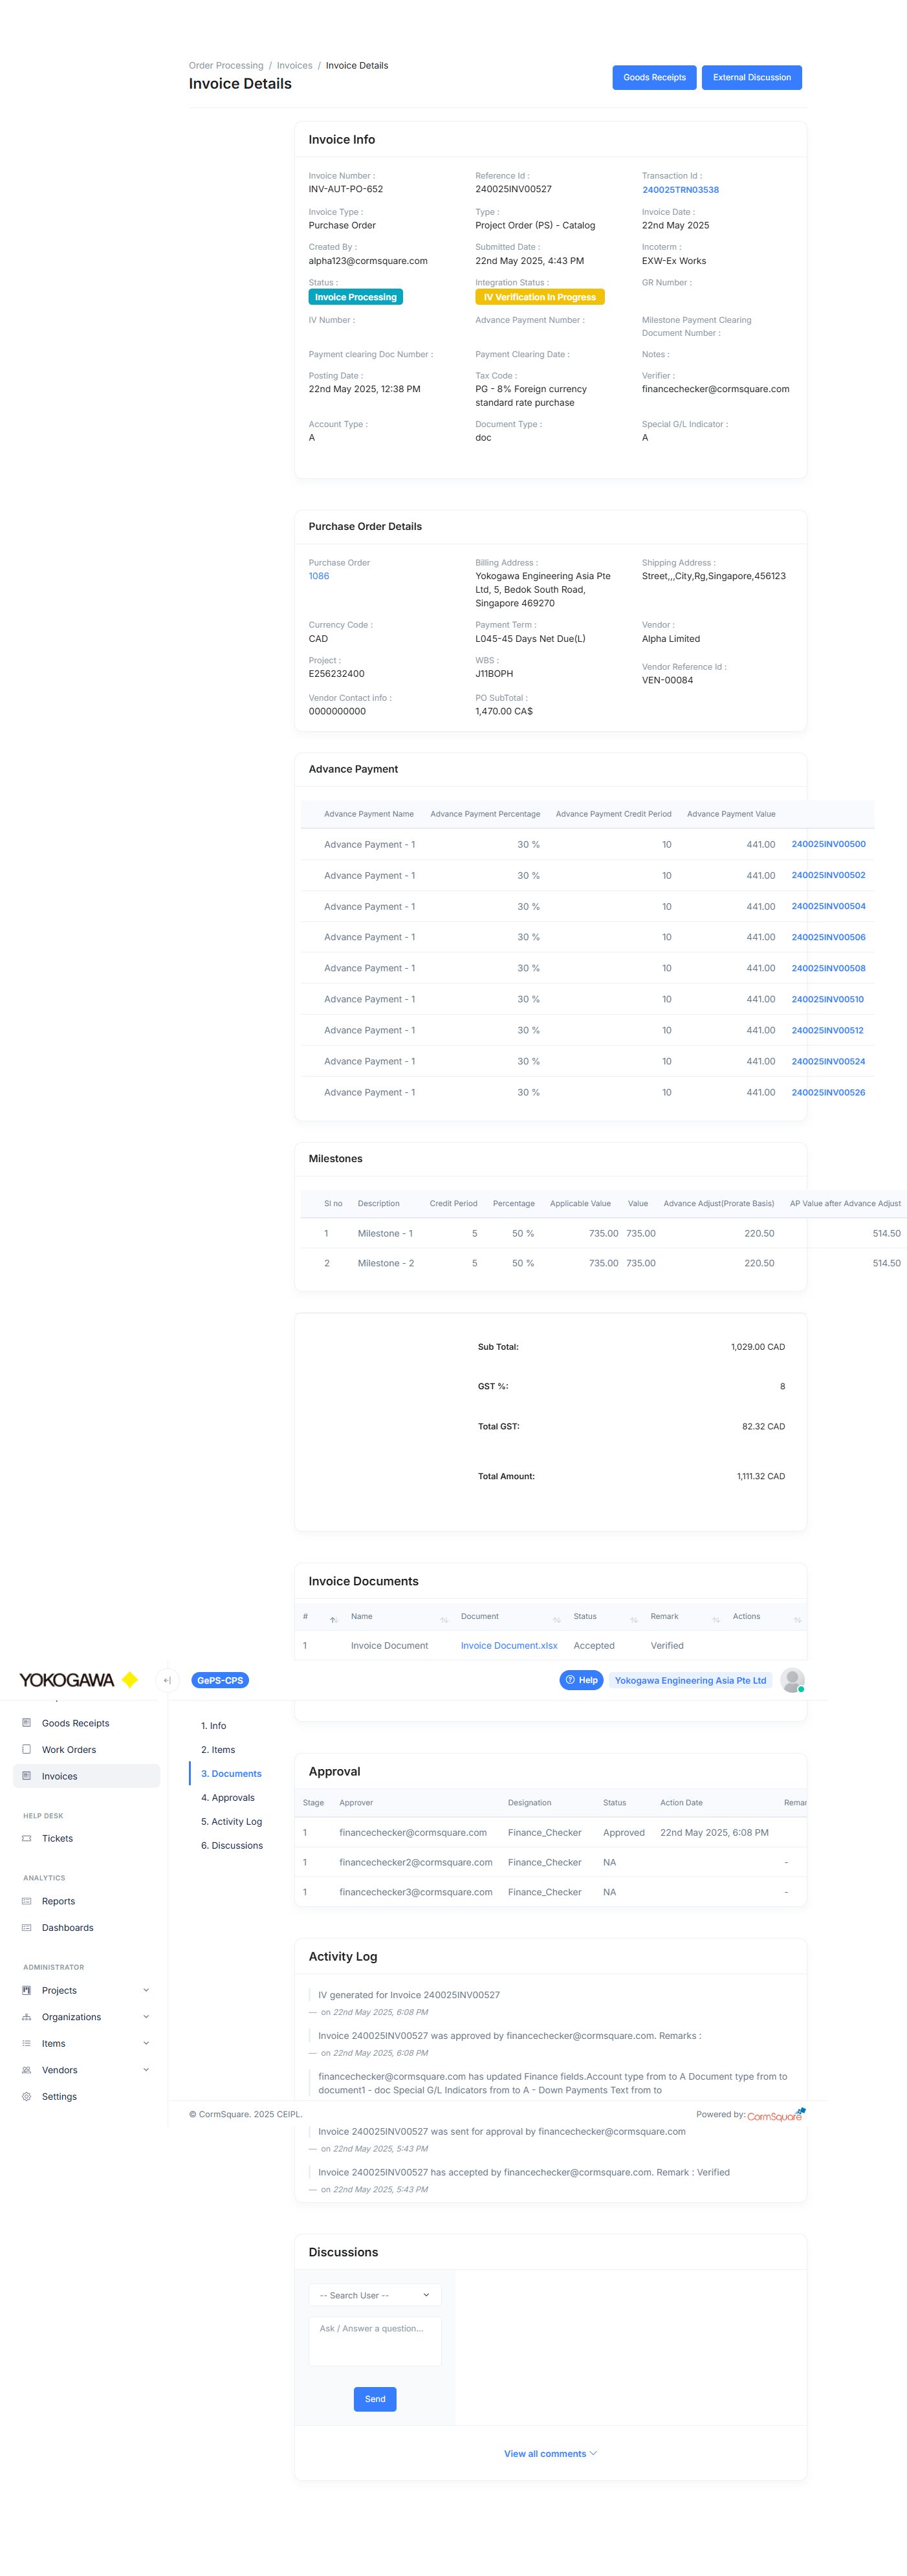 Order Processing / Invoices / Invoice Details
Invoice Details
Goods Receipts
External Discussion
Invoice Info
Invoice Number :
INV-AUT-PO-652
Reference Id :
240025INV00527
Transaction Id :
240025TRN03538
Invoice Type :
Purchase Order
Type :
Project Order (PS) - Catalog
Invoice Date :
22nd May 2025
Created By :
alpha123@cormsquare.com
Submitted Date :
22nd May 2025, 4:43 PM
Incoterm :
EXW-Ex Works
Status :
Invoice Processing
Integration Status :
IV Verification In Progress
GR Number :
IV Number :
Advance Payment Number :
Milestone Payment Clearing
Document Number :
Payment clearing Doc Number :
Payment Clearing Date :
Notes :
Posting Date :
22nd May 2025, 12:38 PM
Tax Code :
PG - 8% Foreign currency
standard rate purchase
Verifier :
financechecker@cormsquare.com
Account Type :
A
Document Type :
doc
Special G/L Indicator :
A
Purchase Order Details
Purchase Order
1086
Billing Address :
Yokogawa Engineering Asia Pte
Ltd, 5, Bedok South Road,
Singapore 469270
Shipping Address :
Street,,,City,Rg,Singapore,456123
Currency Code :
CAD
Payment Term :
L045-45 Days Net Due(L)
Vendor :
Alpha Limited
Project :
E256232400
WBS :
J11BOPH
Vendor Reference Id :
VEN-00084
Vendor Contact info :
0000000000
PO SubTotal :
1,470.00 CA$
Advance Payment
Advance Payment Name Advance Payment Percentage Advance Payment Credit Period Advance Payment Value
Advance Payment - 1 30 % 10 441.00 240025INV00500
Advance Payment - 1 30 % 10 441.00 240025INV00502
Advance Payment - 1 30 % 10 441.00 240025INV00504
Advance Payment - 1 30 % 10 441.00 240025INV00506
Advance Payment - 1 30 % 10 441.00 240025INV00508
Advance Payment - 1 30 % 10 441.00 240025INV00510
Advance Payment - 1 30 % 10 441.00 240025INV00512
Advance Payment - 1 30 % 10 441.00 240025INV00524
Advance Payment - 1 30 % 10 441.00 240025INV00526
Milestones
Sl no Description Credit Period Percentage Applicable Value Value Advance Adjust(Prorate Basis) AP Value after Advance Adjust
1 Milestone - 1 5 50 % 735.00 735.00 220.50 514.50
2 Milestone - 2 5 50 % 735.00 735.00 220.50 514.50
Sub Total: 1,029.00 CAD
GST %: 8
Total GST: 82.32 CAD
Total Amount: 1,111.32 CAD
Invoice Documents
# Name Document Status Remark Actions
1 Invoice Document Invoice Document.xlsx Accepted Verified
YOKOGAWA
GePS-CPS
Help
Yokogawa Engineering Asia Pte Ltd
Goods Receipts
Work Orders
Invoices
HELP DESK
Tickets
ANALYTICS
Reports
Dashboards
ADMINISTRATOR
Projects
Organizations
Items
Vendors
Settings
1. Info
2. Items
3. Documents
4. Approvals
5. Activity Log
6. Discussions
Approval
Stage Approver Designation Status Action Date Remar
1 financechecker@cormsquare.com Finance_Checker Approved 22nd May 2025, 6:08 PM
1 financechecker2@cormsquare.com Finance_Checker NA -
1 financechecker3@cormsquare.com Finance_Checker NA -
Activity Log
IV generated for Invoice 240025INV00527
— on 22nd May 2025, 6:08 PM
Invoice 240025INV00527 was approved by financechecker@cormsquare.com. Remarks :
— on 22nd May 2025, 6:08 PM
financechecker@cormsquare.com has updated Finance fields.Account type from to A Document type from to
document1 - doc Special G/L Indicators from to A - Down Payments Text from to
© CormSquare. 2025 CEIPL.
Powered by: CormSquare
Invoice 240025INV00527 was sent for approval by financechecker@cormsquare.com
— on 22nd May 2025, 5:43 PM
Invoice 240025INV00527 has accepted by financechecker@cormsquare.com. Remark : Verified
— on 22nd May 2025, 5:43 PM
Discussions
-- Search User --
Ask / Answer a question...
Send
View all comments